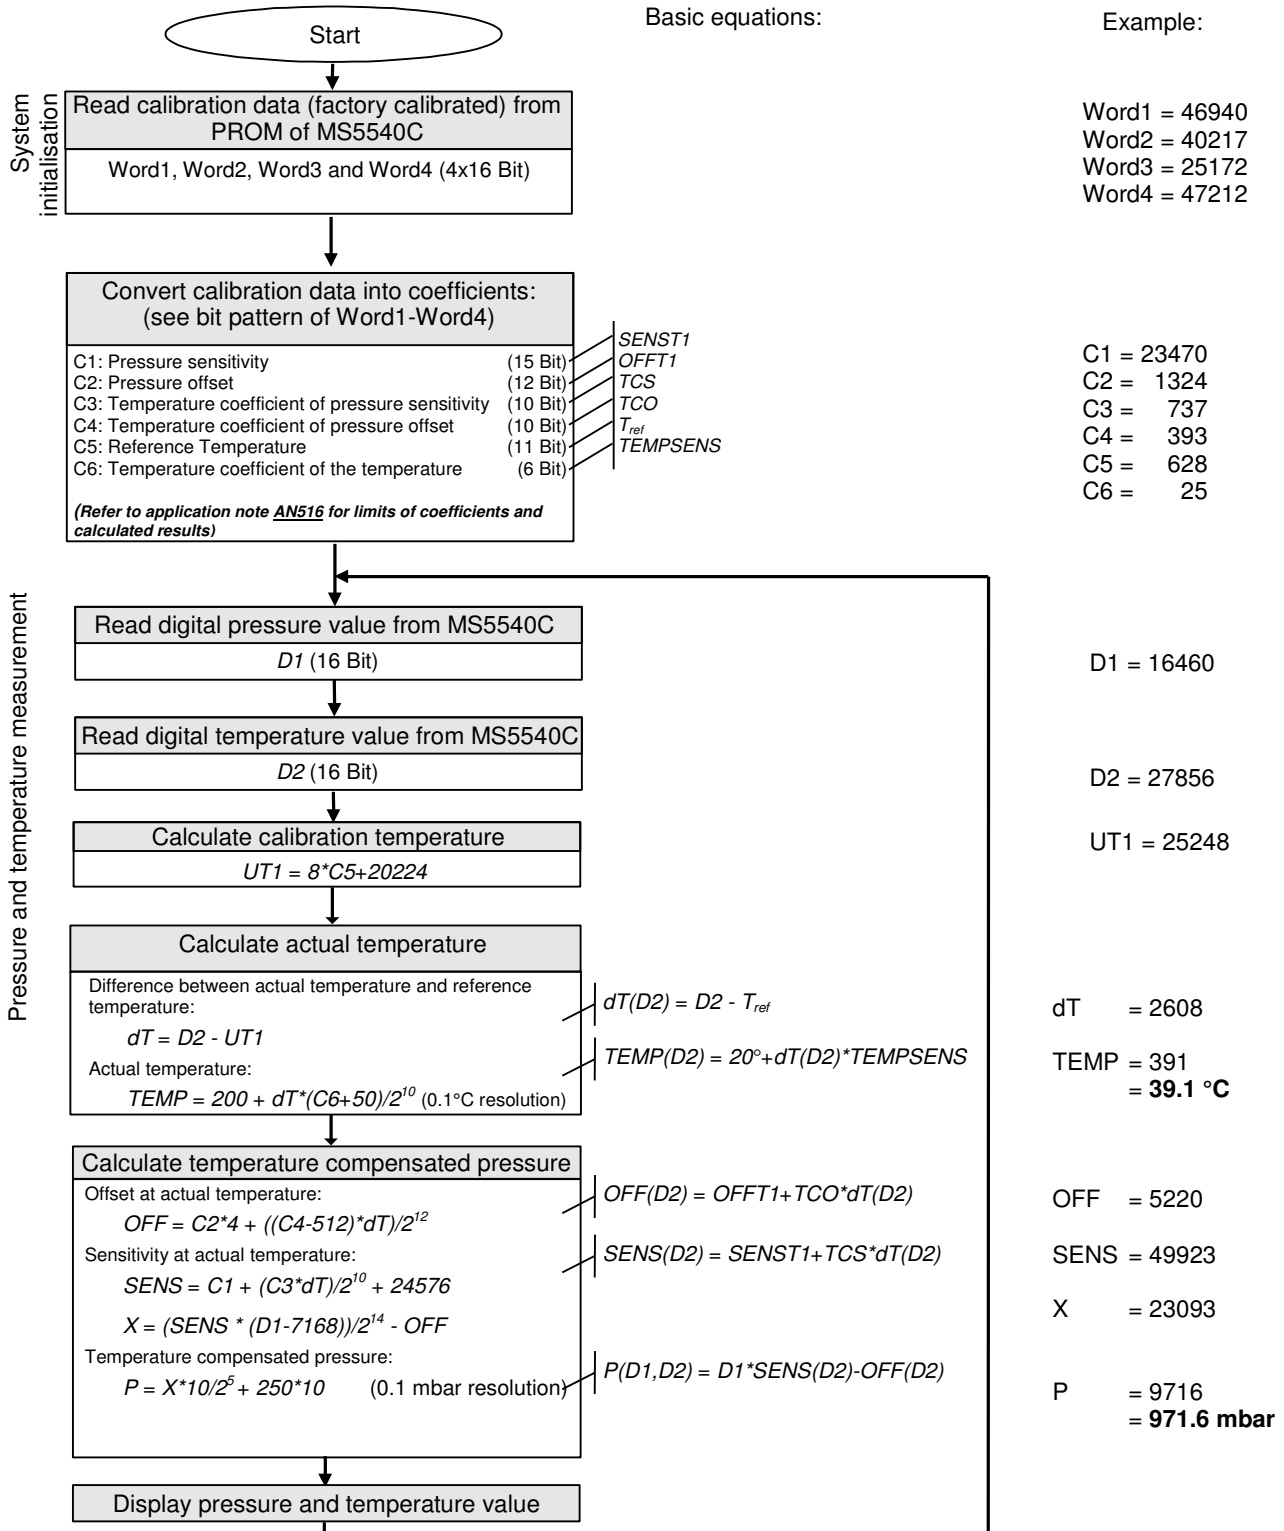 Basic equations:
Example:
Start
System
initialisation
Read calibration data (factory calibrated) from
PROM of MS5540C
Word1, Word2, Word3 and Word4 (4x16 Bit)
Word1 = 46940
Word2 = 40217
Word3 = 25172
Word4 = 47212
Convert calibration data into coefficients:
(see bit pattern of Word1-Word4)
C1: Pressure sensitivity (15 Bit)
C2: Pressure offset (12 Bit)
C3: Temperature coefficient of pressure sensitivity (10 Bit)
C4: Temperature coefficient of pressure offset (10 Bit)
C5: Reference Temperature (11 Bit)
C6: Temperature coefficient of the temperature (6 Bit)
(Refer to application note AN516 for limits of coefficients and
calculated results)
SENST1
OFFT1
TCS
TCO
T_ref
TEMPSENS
C1 = 23470
C2 = 1324
C3 = 737
C4 = 393
C5 = 628
C6 = 25
Pressure and temperature measurement
Read digital pressure value from MS5540C
D1 (16 Bit)
D1 = 16460
Read digital temperature value from MS5540C
D2 (16 Bit)
D2 = 27856
Calculate calibration temperature
UT1 = 8*C5+20224
UT1 = 25248
Calculate actual temperature
Difference between actual temperature and reference
temperature:
dT = D2 - UT1
Actual temperature:
TEMP = 200 + dT*(C6+50)/2^10 (0.1°C resolution)
dT(D2) = D2 - T_ref
TEMP(D2) = 20°+dT(D2)*TEMPSENS
dT = 2608
TEMP = 391
= 39.1 °C
Calculate temperature compensated pressure
Offset at actual temperature:
OFF = C2*4 + ((C4-512)*dT)/2^12
Sensitivity at actual temperature:
SENS = C1 + (C3*dT)/2^10 + 24576
X = (SENS * (D1-7168))/2^14 - OFF
Temperature compensated pressure:
P = X*10/2^5 + 250*10 (0.1 mbar resolution)
OFF(D2) = OFFT1+TCO*dT(D2)
SENS(D2) = SENST1+TCS*dT(D2)
P(D1,D2) = D1*SENS(D2)-OFF(D2)
OFF = 5220
SENS = 49923
X = 23093
P = 9716
= 971.6 mbar
Display pressure and temperature value